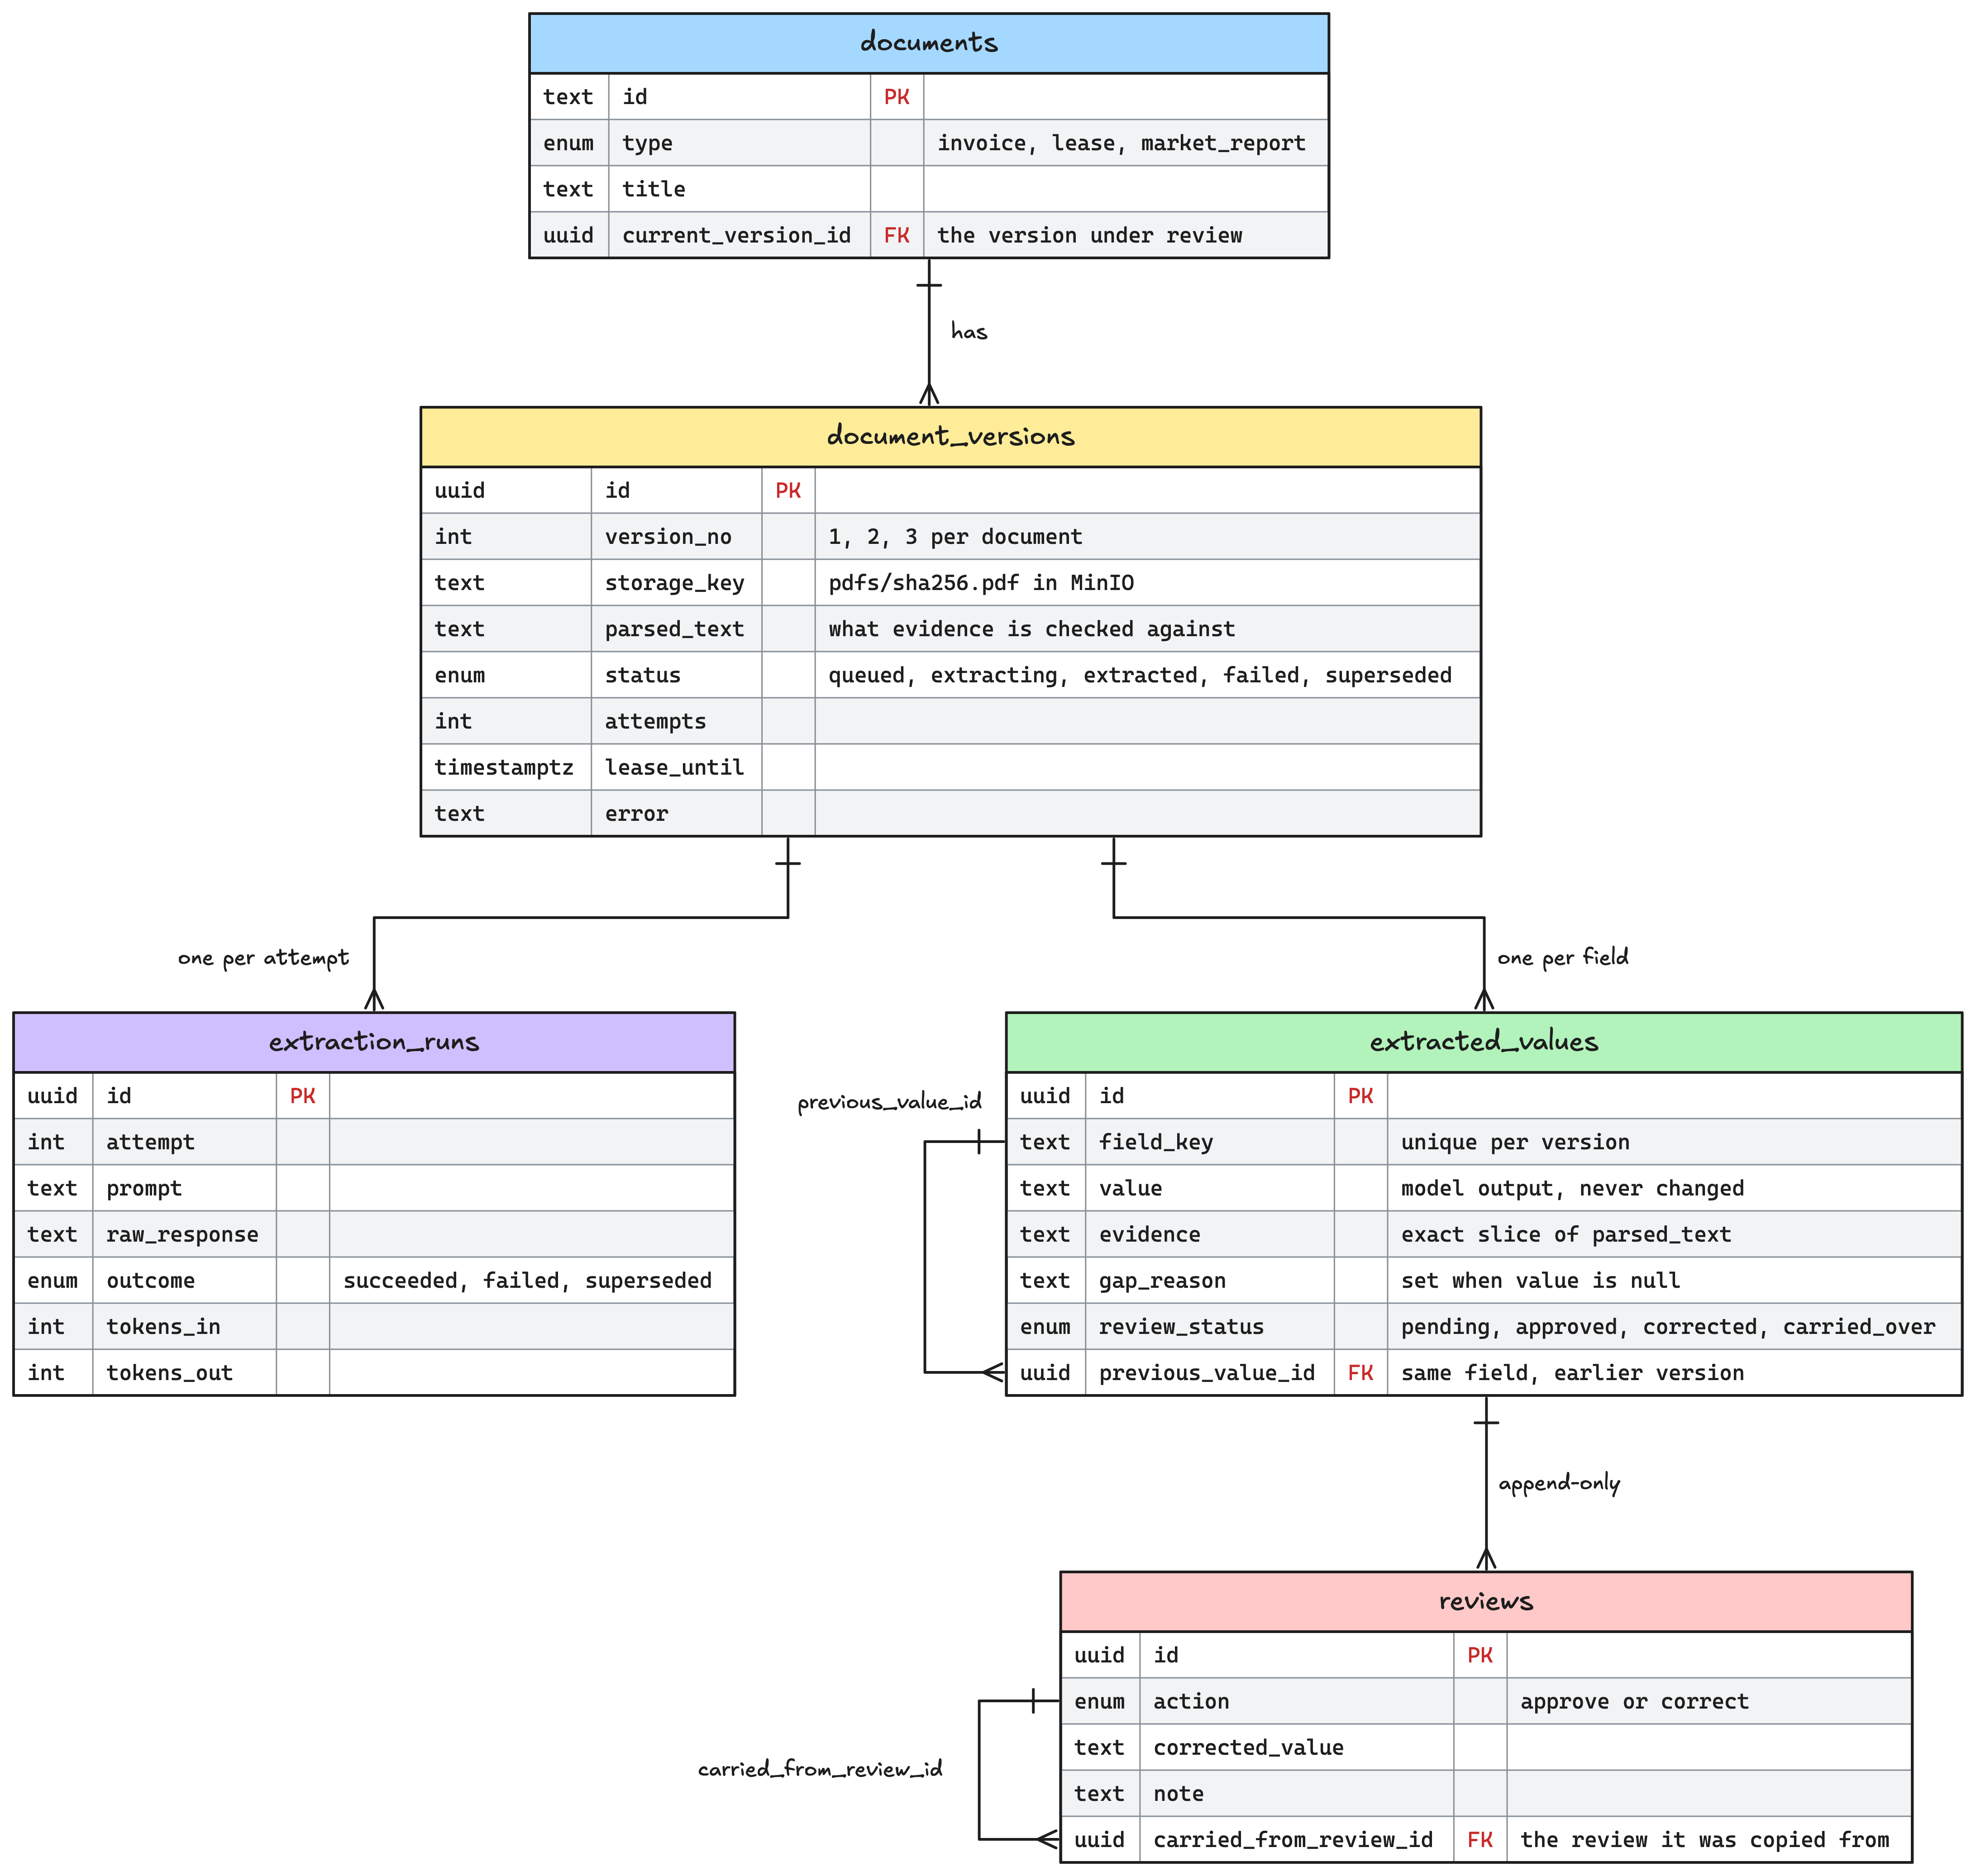 documents
text id PK
enum type invoice, lease, market_report
text title
uuid current_version_id FK the version under review
has
document_versions
uuid id PK
int version_no 1, 2, 3 per document
text storage_key pdfs/sha256.pdf in MinIO
text parsed_text what evidence is checked against
enum status queued, extracting, extracted, failed, superseded
int attempts
timestamptz lease_until
text error
one per attempt
one per field
extraction_runs
uuid id PK
int attempt
text prompt
text raw_response
enum outcome succeeded, failed, superseded
int tokens_in
int tokens_out
previous_value_id
extracted_values
uuid id PK
text field_key unique per version
text value model output, never changed
text evidence exact slice of parsed_text
text gap_reason set when value is null
enum review_status pending, approved, corrected, carried_over
uuid previous_value_id FK same field, earlier version
append-only
reviews
uuid id PK
enum action approve or correct
text corrected_value
text note
uuid carried_from_review_id FK the review it was copied from
carried_from_review_id